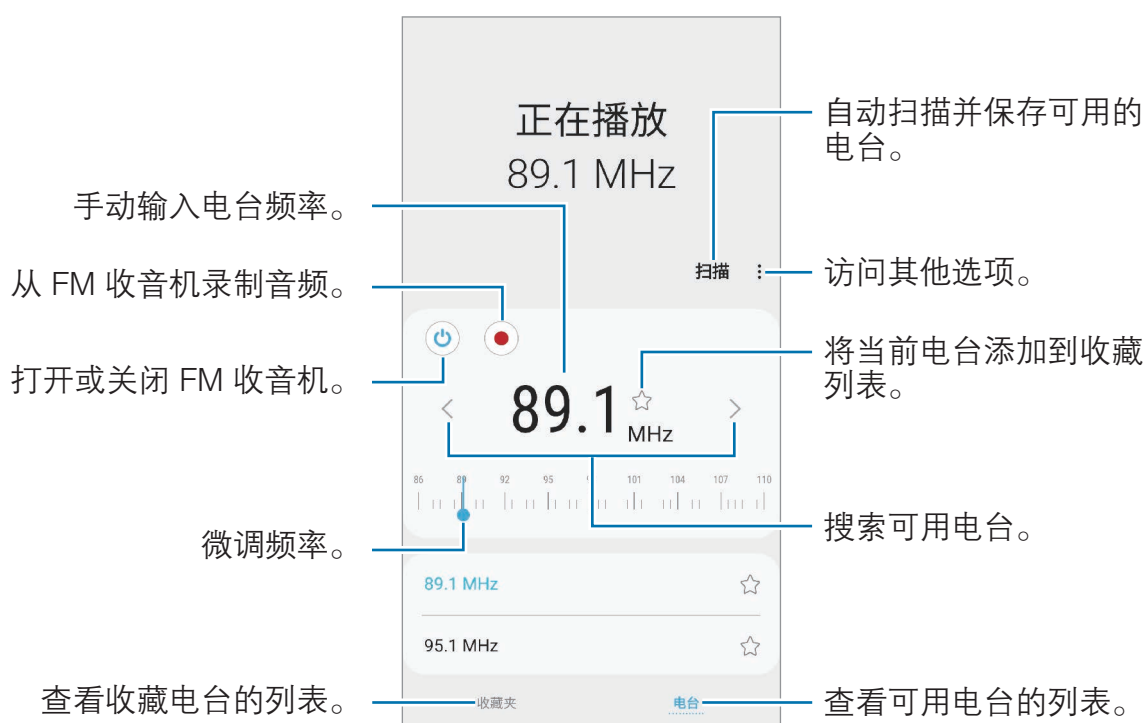 正在播放
89.1 MHz
自动扫描并保存可用的
电台。
手动输入电台频率。
扫描
访问其他选项。
从 FM 收音机录制音频。
将当前电台添加到收藏
列表。
打开或关闭 FM 收音机。
89.1
MHz
86 89 92 95 101 104 107 110
搜索可用电台。
微调频率。
89.1 MHz
95.1 MHz
查看收藏电台的列表。
收藏夹
电台
查看可用电台的列表。